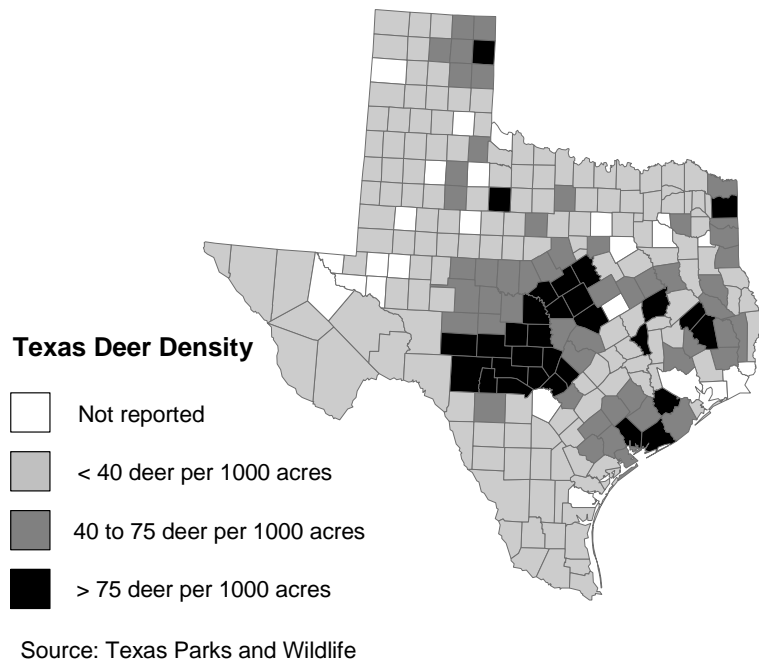 Texas Deer Density
Not reported
< 40 deer per 1000 acres
40 to 75 deer per 1000 acres
> 75 deer per 1000 acres
Source: Texas Parks and Wildlife